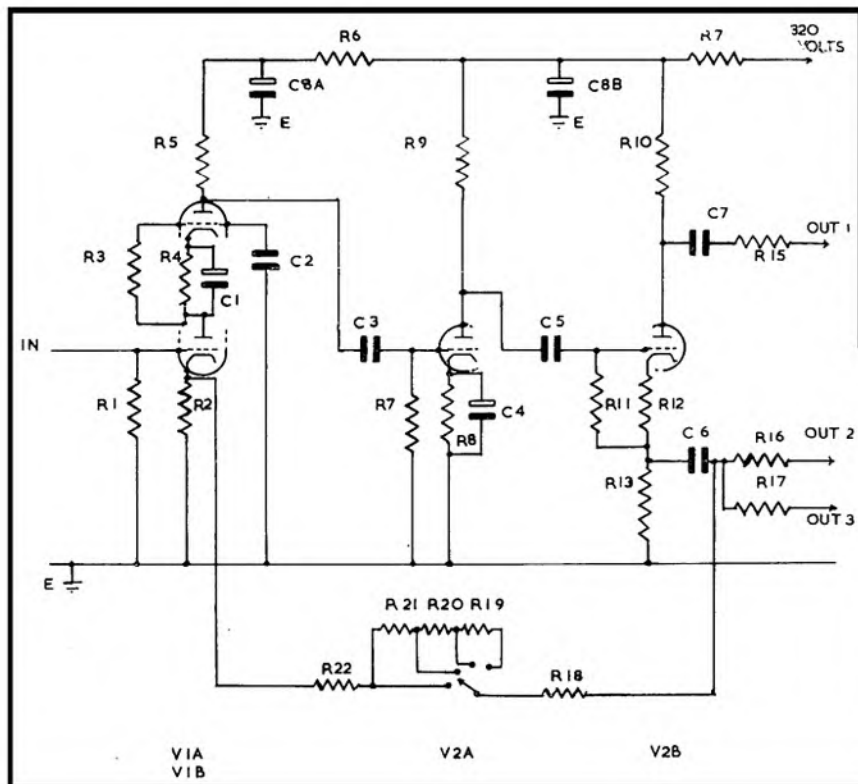 R6
R7
320
VOLTS
C8A
C8B
E
E
R5
R9
R10
C7
OUT 1
R3
R4
C2
R15
C1
IN
C3
C5
R1
R2
R7
R8
C4
R11
R12
C6
R16
OUT 2
R13
R17
OUT 3
E
R21
R20
R19
R22
R18
V1A
V2A
V2B
V1B